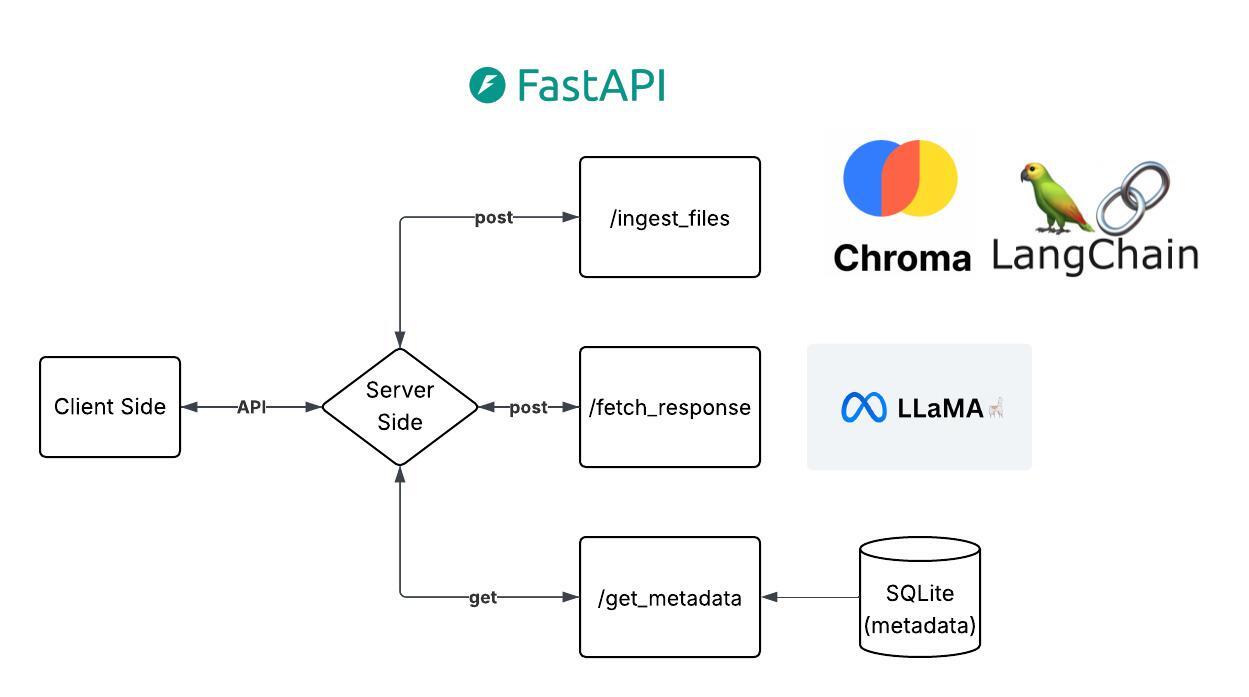 FastAPI
post
/ingest_files
Chroma
LangChain
Client Side
API
Server
Side
post
/fetch_response
LLaMA
get
/get_metadata
SQLite
(metadata)